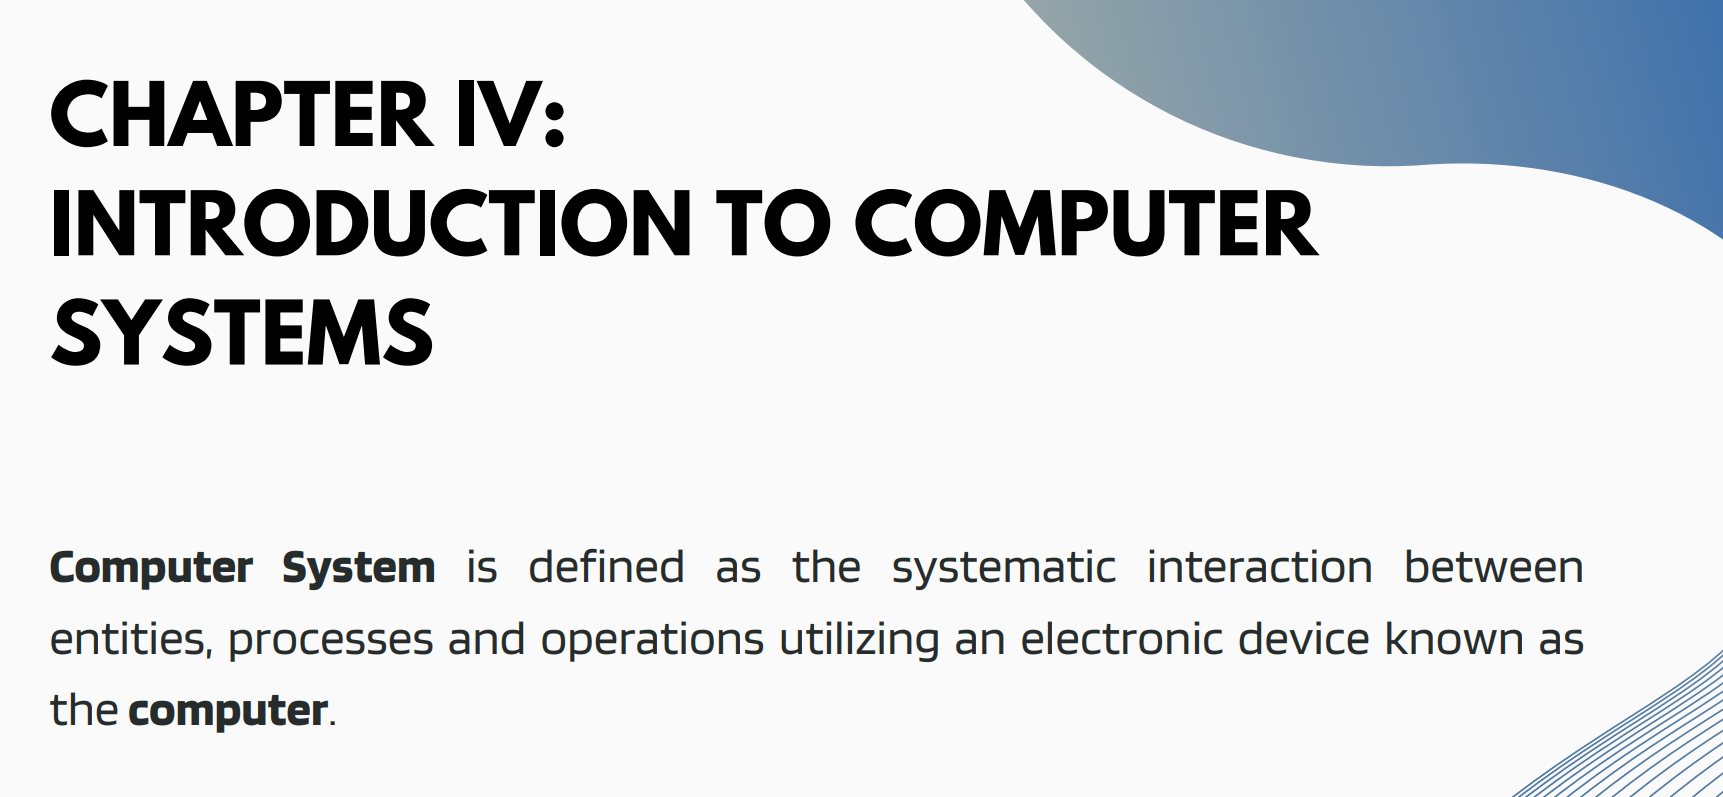 CHAPTER IV:
INTRODUCTION TO COMPUTER
SYSTEMS
Computer System is defined as the systematic interaction between
entities, processes and operations utilizing an electronic device known as
the computer.